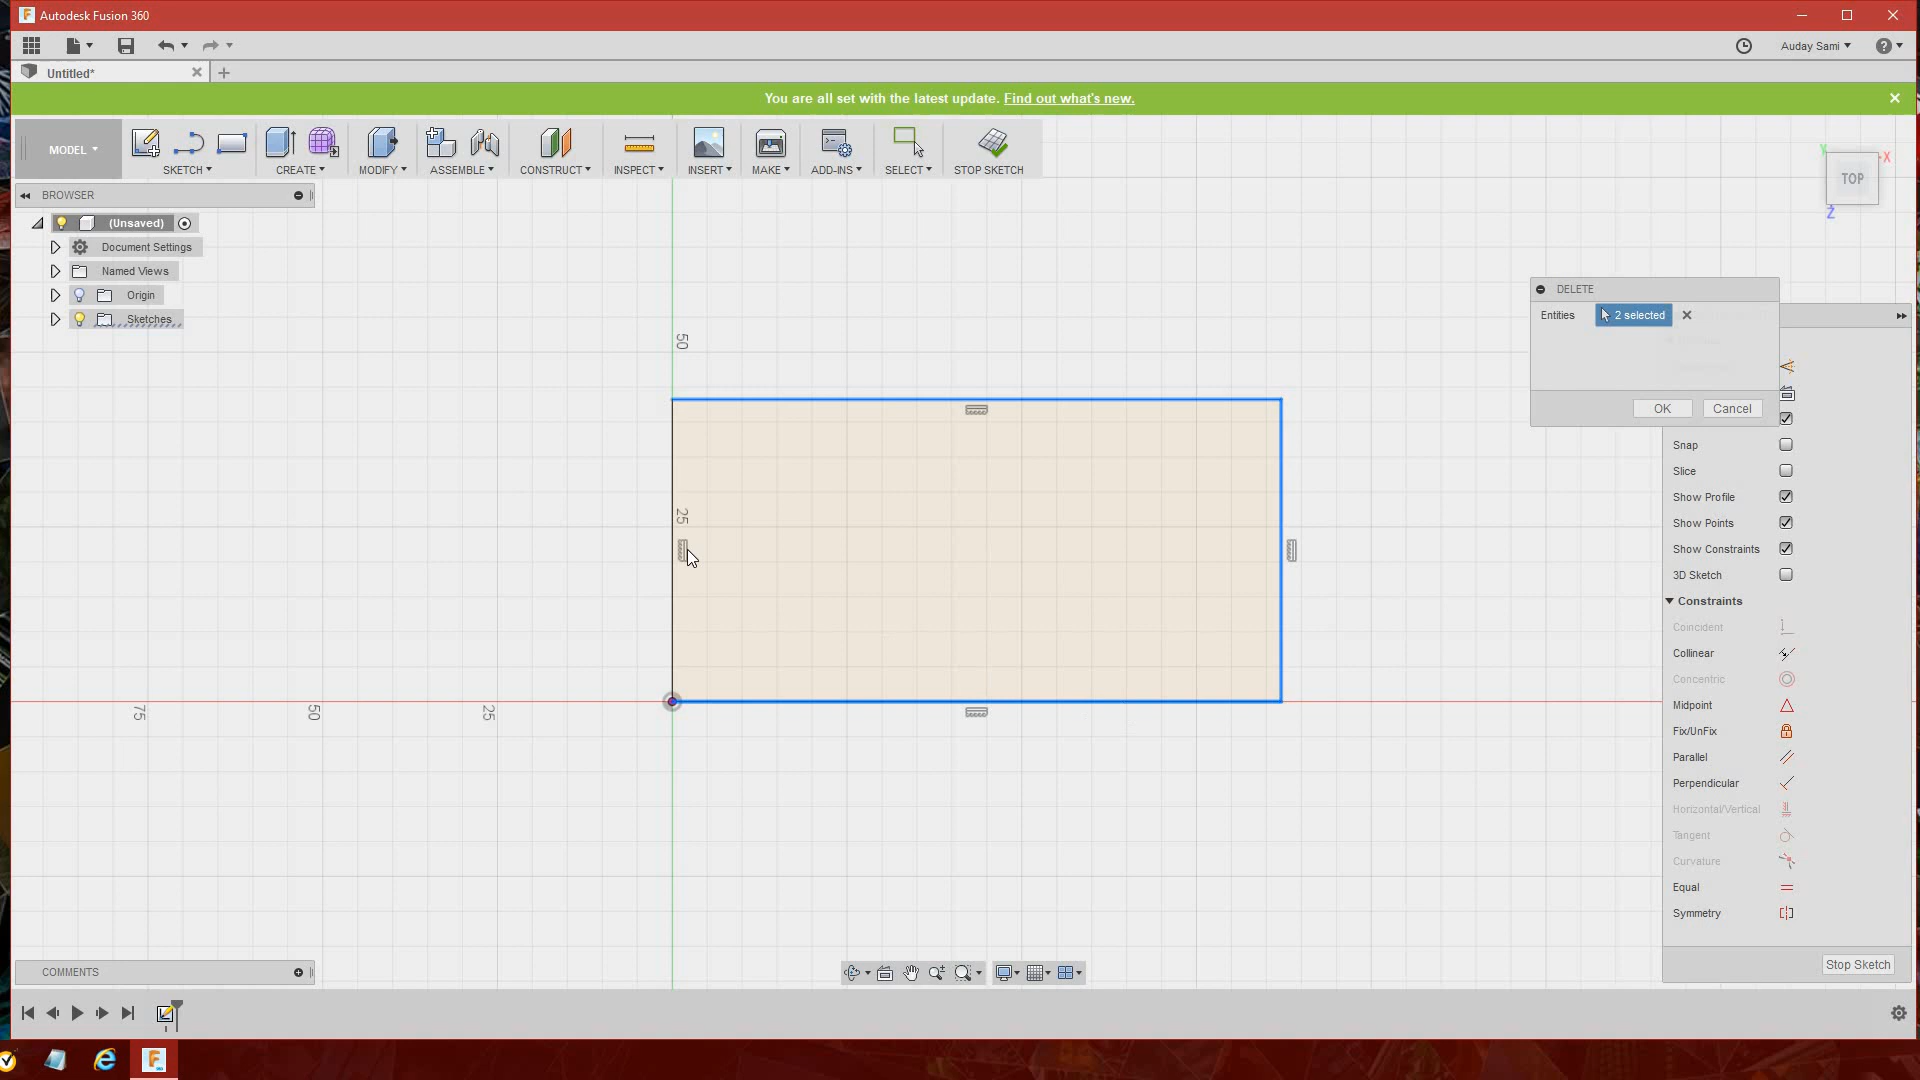 Autodesk Fusion 360
Auday Sami
Untitled*
You are all set with the latest update. Find out what's new.
MODEL
SKETCH
CREATE
MODIFY
ASSEMBLE
CONSTRUCT
INSPECT
INSERT
MAKE
ADD-INS
SELECT
STOP SKETCH
Y
X
TOP
Z
BROWSER
(Unsaved)
Document Settings
Named Views
Origin
Sketches
DELETE
Entities
2 selected
OK
Cancel
50
25
75
50
25
Snap
Slice
Show Profile
Show Points
Show Constraints
3D Sketch
Constraints
Coincident
Collinear
Concentric
Midpoint
Fix/UnFix
Parallel
Perpendicular
Horizontal/Vertical
Tangent
Curvature
Equal
Symmetry
Stop Sketch
COMMENTS